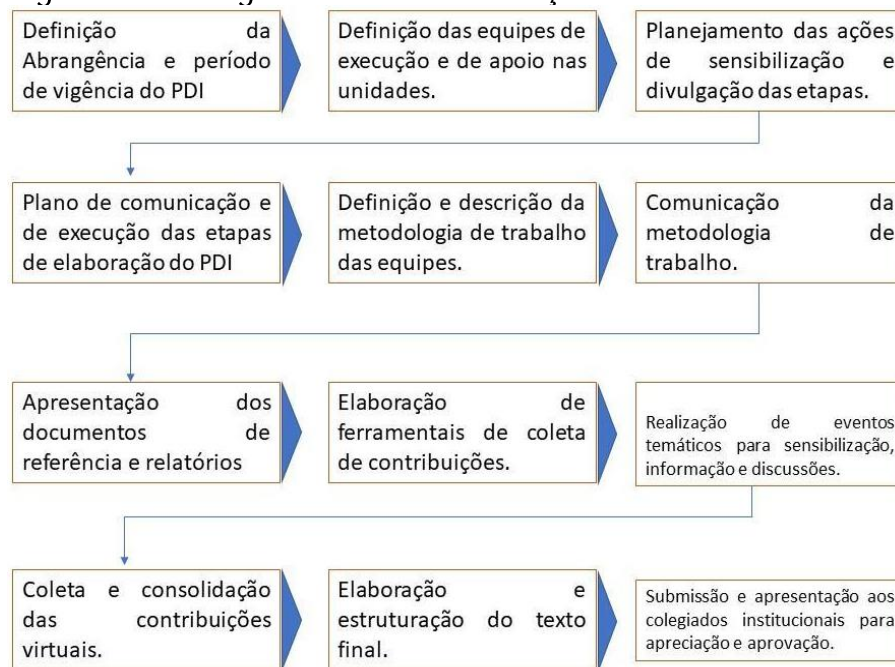 Definição da
Abrangência e período
de vigência do PDI
Definição das equipes de
execução e de apoio nas
unidades.
Planejamento das ações
de sensibilização e
divulgação das etapas.
Plano de comunicação e
de execução das etapas
de elaboração do PDI
Definição e descrição da
metodologia de trabalho
das equipes.
Comunicação da
metodologia de
trabalho.
Apresentação dos
documentos de
referência e relatórios
Elaboração de
ferramentais de coleta
de contribuições.
Realização de eventos
temáticos para sensibilização,
informação e discussões.
Coleta e consolidação
das contribuições
virtuais.
Elaboração e
estruturação do texto
final.
Submissão e apresentação aos
colegiados institucionais para
apreciação e aprovação.